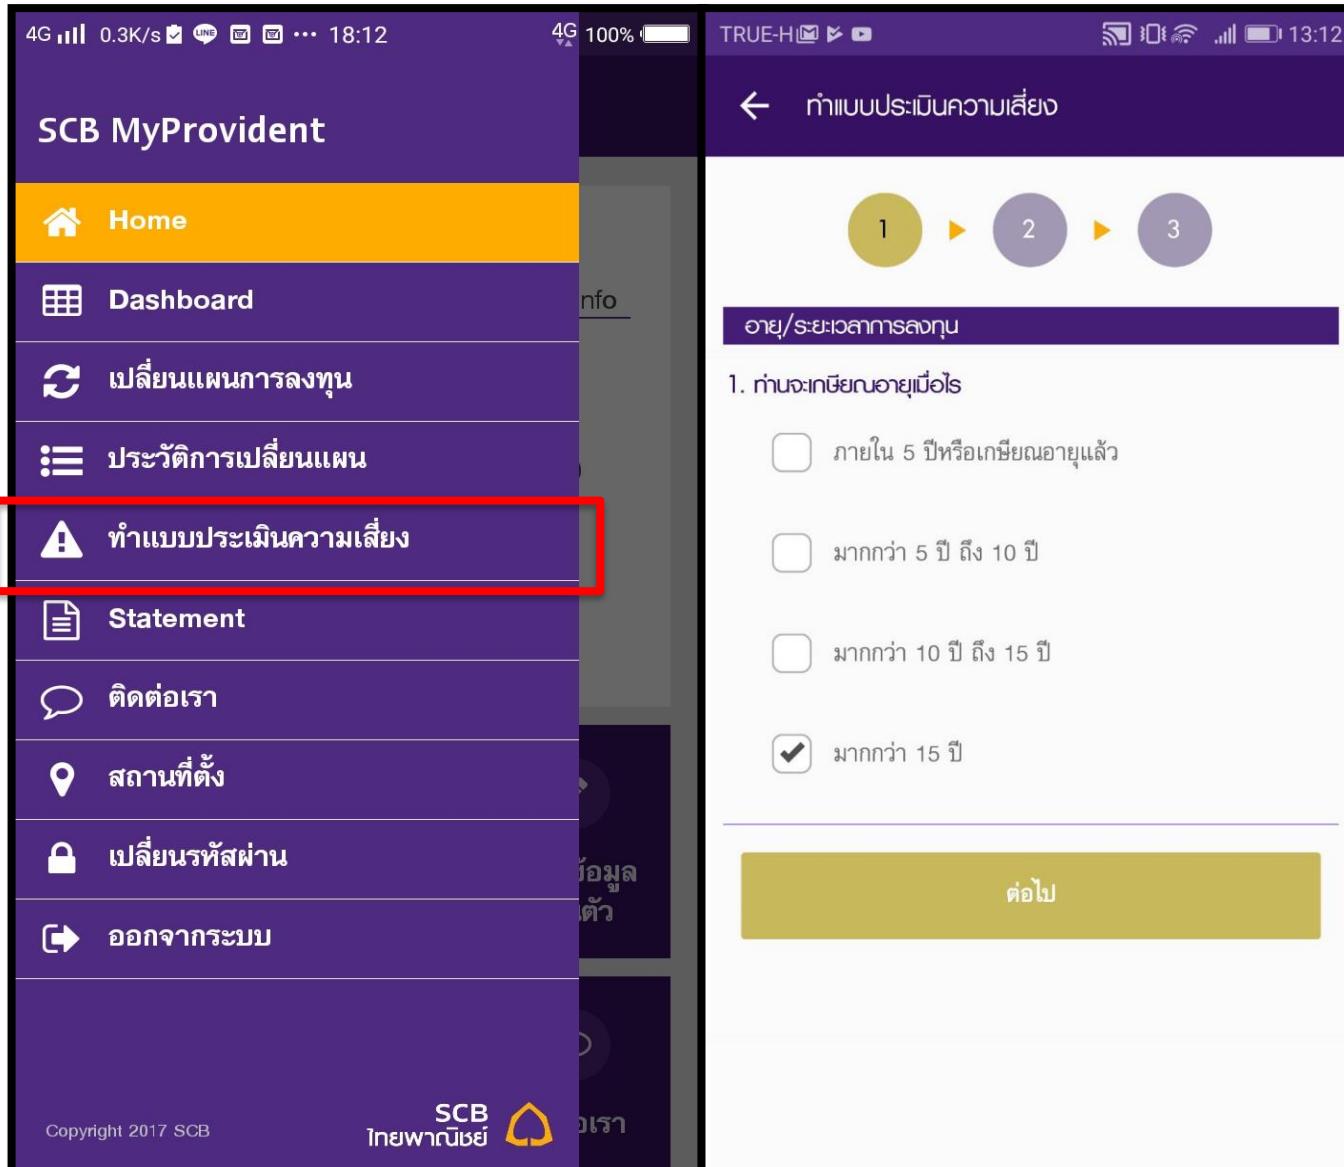 4G 0.3K/s LINE ... 18:12 4G 100%
SCB MyProvident
Home
Dashboard
nfo
เปลี่ยนแผนการลงทุน
ประวัติการเปลี่ยนแผน
ทำแบบประเมินความเสี่ยง
Statement
ติดต่อเรา
สถานที่ตั้ง
เปลี่ยนรหัสผ่าน
ออกจากระบบ
Copyright 2017 SCB
SCB
ไทยพาณิชย์
TRUE-H 13:12
ทำแบบประเมินความเสี่ยง
1 2 3
อายุ/ระยะเวลาการลงทุน
1. ท่านจะเกษียณอายุเมื่อไร
ภายใน 5 ปีหรือเกษียณอายุแล้ว
มากกว่า 5 ปี ถึง 10 ปี
มากกว่า 10 ปี ถึง 15 ปี
มากกว่า 15 ปี
ต่อไป